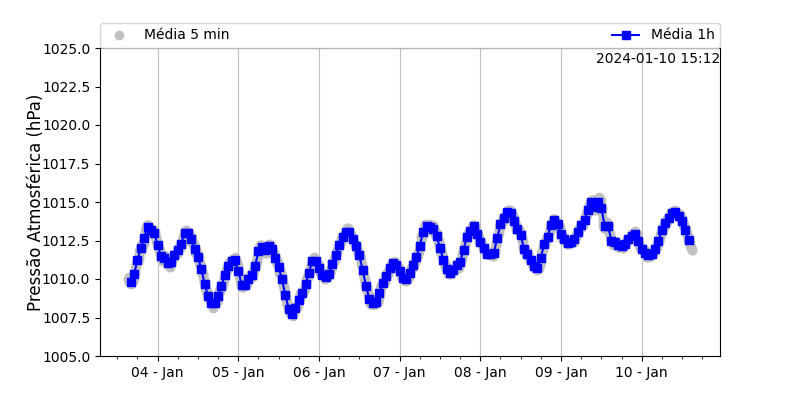 Média 5 min
Média 1h
2024-01-10 15:12
Pressão Atmosférica (hPa)
1025.0
1022.5
1020.0
1017.5
1015.0
1012.5
1010.0
1007.5
1005.0
04 - Jan
05 - Jan
06 - Jan
07 - Jan
08 - Jan
09 - Jan
10 - Jan